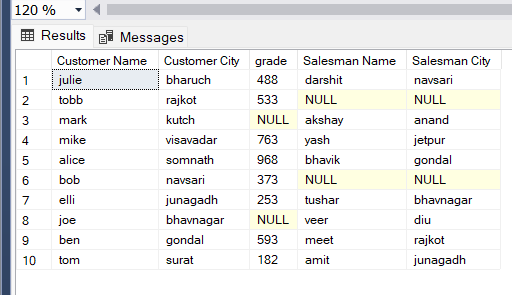 120 %
Results Messages
Customer Name Customer City grade Salesman Name Salesman City
1 julie bharuch 488 darshit navsari
2 tobb rajkot 533 NULL NULL
3 mark kutch NULL akshay anand
4 mike visavadar 763 yash jetpur
5 alice somnath 968 bhavik gondal
6 bob navsari 373 NULL NULL
7 elli junagadh 253 tushar bhavnagar
8 joe bhavnagar NULL veer diu
9 ben gondal 593 meet rajkot
10 tom surat 182 amit junagadh